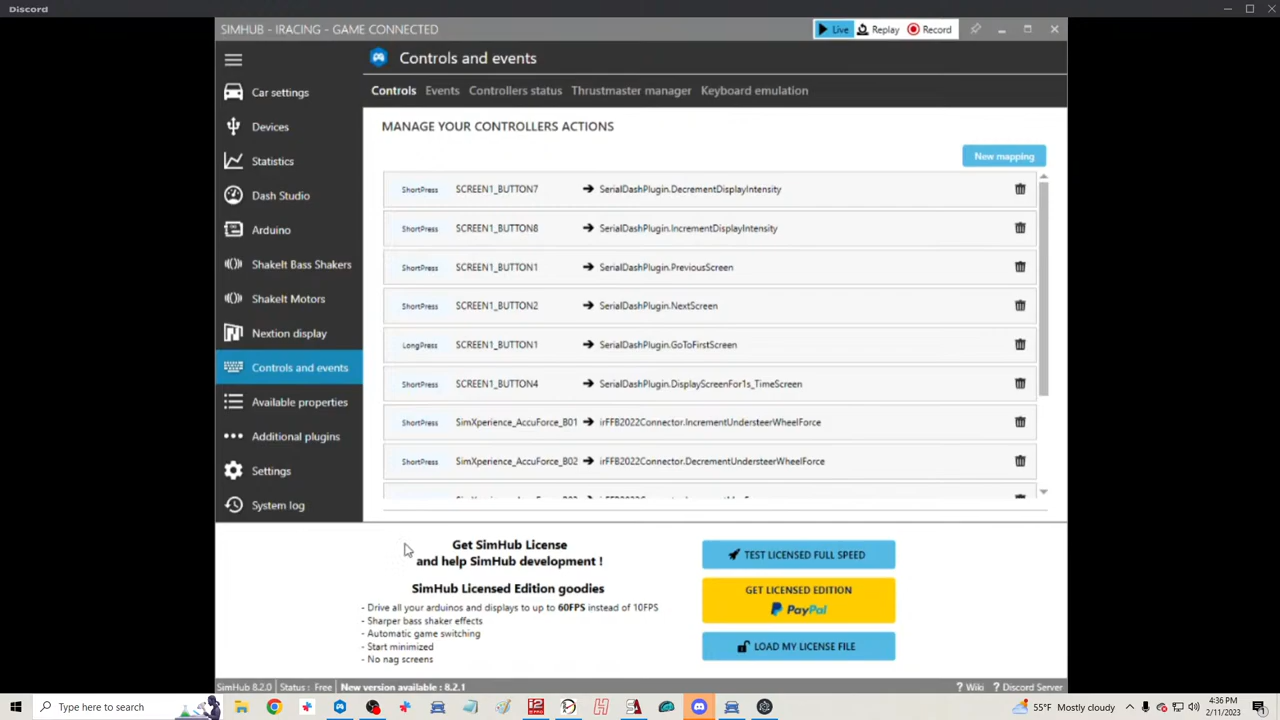 Discord
SIMHUB - IRACING - GAME CONNECTED
Live
Replay
Record
Car settings
Devices
Statistics
Dash Studio
Arduino
ShakeIt Bass Shakers
ShakeIt Motors
Nextion display
Controls and events
Available properties
Additional plugins
Settings
System log
Controls and events
Controls Events Controllers status Thrustmaster manager Keyboard emulation
MANAGE YOUR CONTROLLERS ACTIONS
New mapping
ShortPress SCREEN1_BUTTON7 ➔ SerialDashPlugin.DecrementDisplayIntensity
ShortPress SCREEN1_BUTTON8 ➔ SerialDashPlugin.IncrementDisplayIntensity
ShortPress SCREEN1_BUTTON1 ➔ SerialDashPlugin.PreviousScreen
ShortPress SCREEN1_BUTTON2 ➔ SerialDashPlugin.NextScreen
LongPress SCREEN1_BUTTON1 ➔ SerialDashPlugin.GoToFirstScreen
ShortPress SCREEN1_BUTTON4 ➔ SerialDashPlugin.DisplayScreenFor1s_TimeScreen
ShortPress SimXperience_AccuForce_B01 ➔ irFFB2022Connector.IncrementUndersteerWheelForce
ShortPress SimXperience_AccuForce_B02 ➔ irFFB2022Connector.DecrementUndersteerWheelForce
Get SimHub License
and help SimHub development !
SimHub Licensed Edition goodies
- Drive all your arduinos and displays to up to 60FPS instead of 10FPS
- Sharper bass shaker effects
- Automatic game switching
- Start minimized
- No nag screens
TEST LICENSED FULL SPEED
GET LICENSED EDITION
PayPal
LOAD MY LICENSE FILE
SimHub 8.2.0 Status : Free New version available : 8.2.1
? Wiki ? Discord Server
Type here to search
55°F Mostly cloudy
4:36 PM
2/11/2023